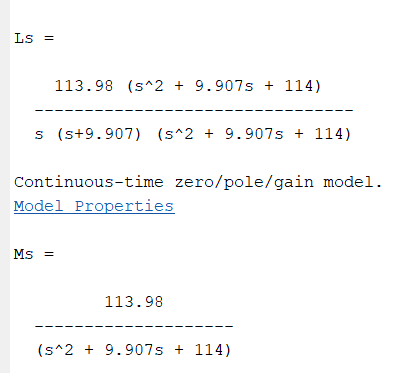 Ls =
113.98 (s^2 + 9.907s + 114)
--------------------------------
s (s+9.907) (s^2 + 9.907s + 114)
Continuous-time zero/pole/gain model.
Model Properties
Ms =
113.98
--------------------
(s^2 + 9.907s + 114)